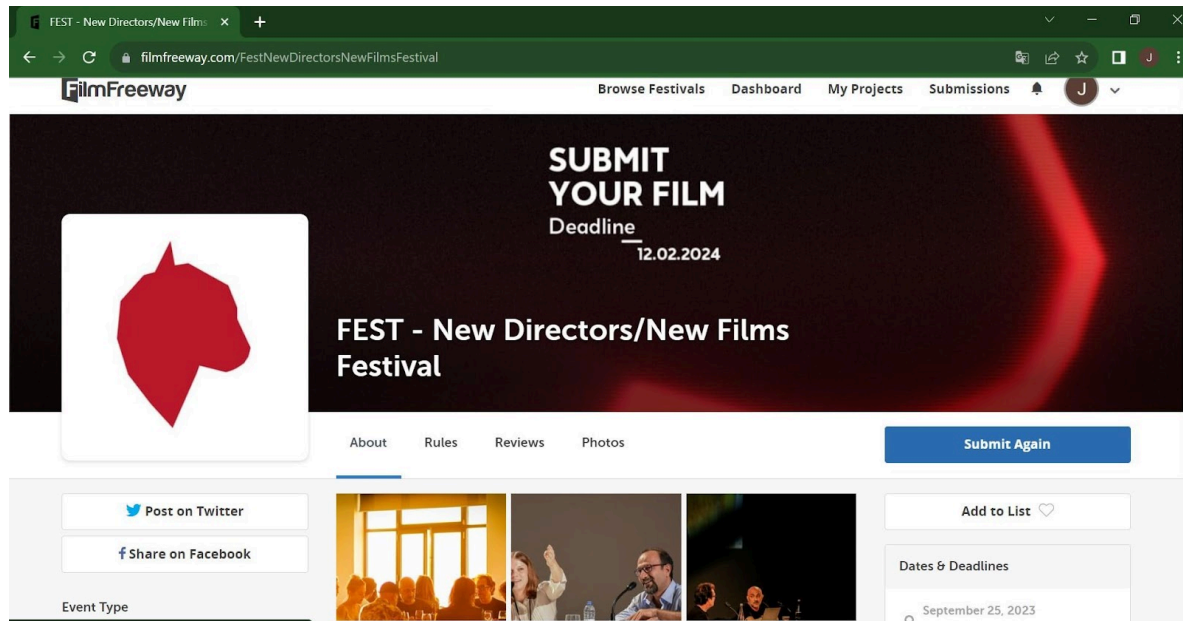 FEST - New Directors/New Films
filmfreeway.com/FestNewDirectorsNewFilmsFestival
J
FilmFreeway
Browse Festivals
Dashboard
My Projects
Submissions
J
SUBMIT
YOUR FILM
Deadline
12.02.2024
FEST - New Directors/New Films
Festival
About
Rules
Reviews
Photos
Submit Again
Post on Twitter
Share on Facebook
Event Type
Add to List
Dates & Deadlines
September 25, 2023